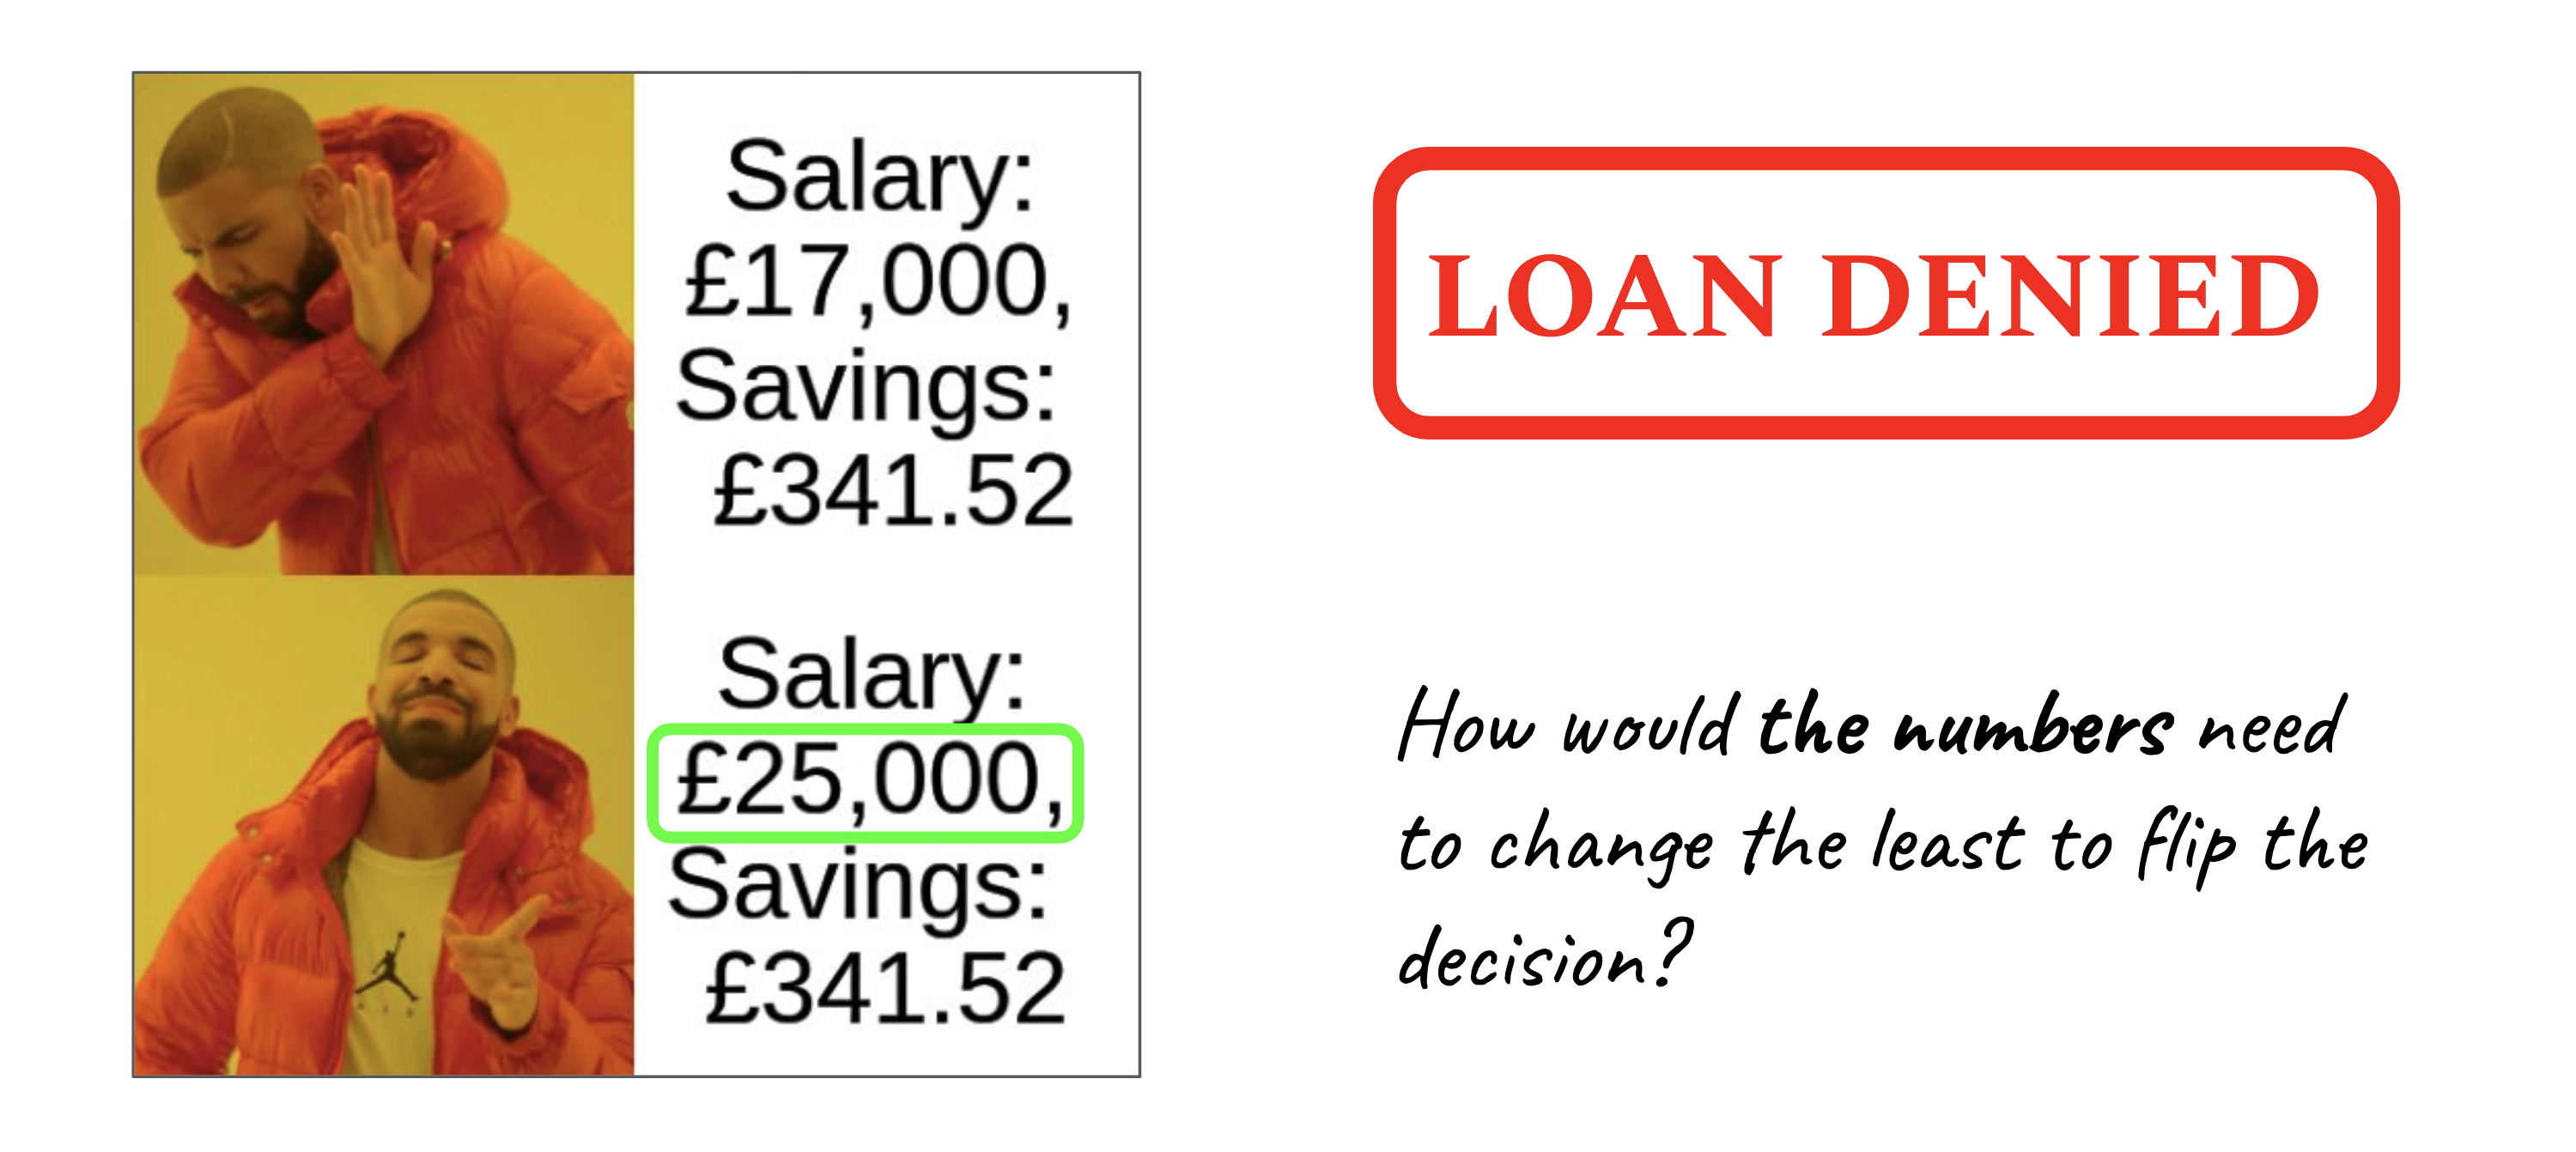 Salary:
£17,000,
Savings:
£341.52
Salary:
£25,000,
Savings:
£341.52
LOAN DENIED
How would the numbers need
to change the least to flip the
decision?